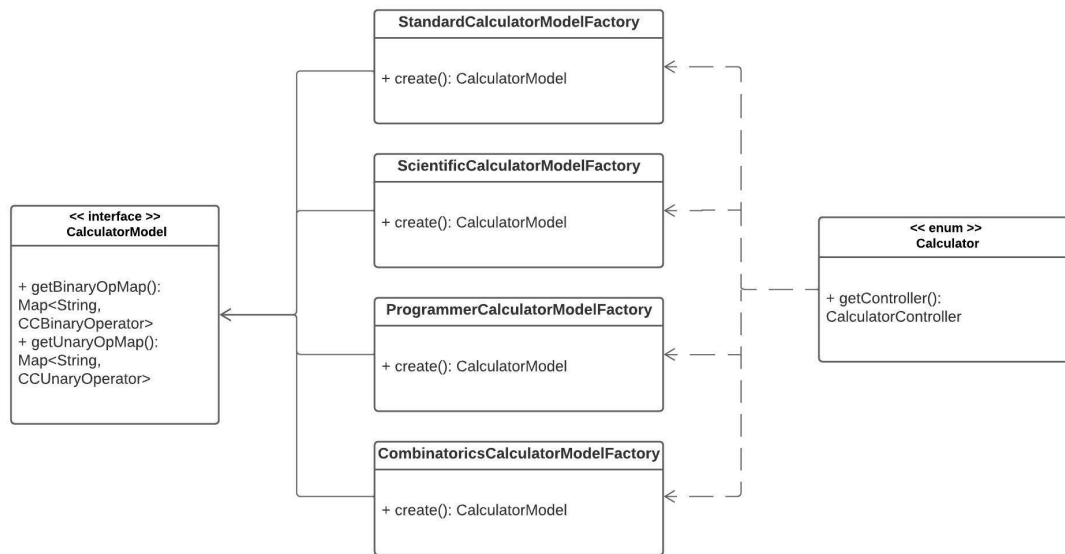 StandardCalculatorModelFactory
+ create(): CalculatorModel
ScientificCalculatorModelFactory
+ create(): CalculatorModel
<< interface >>
CalculatorModel
+ getBinaryOpMap():
Map<String,
CCBinaryOperator>
+ getUnaryOpMap():
Map<String,
CCUnaryOperator>
ProgrammerCalculatorModelFactory
+ create(): CalculatorModel
CombinatoricsCalculatorModelFactory
+ create(): CalculatorModel
<< enum >>
Calculator
+ getController():
CalculatorController